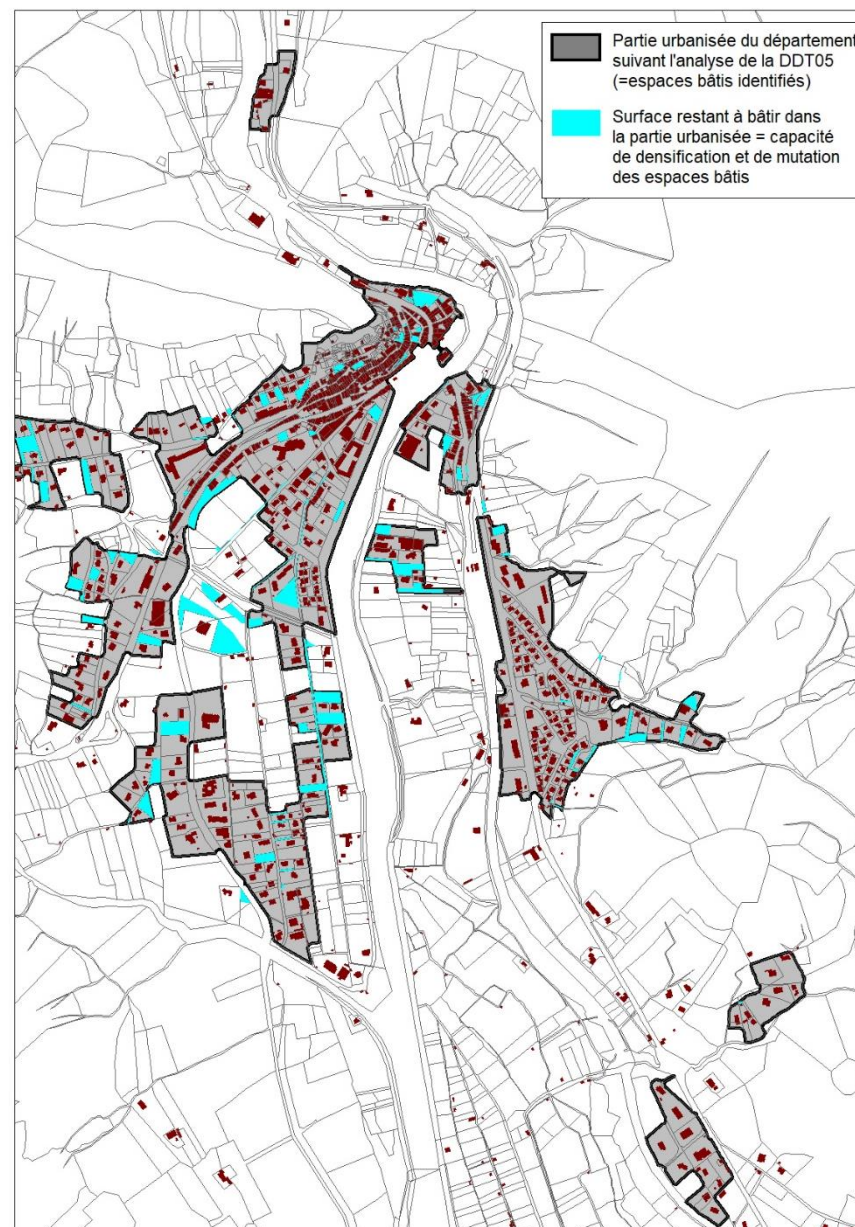 Partie urbanisée du département
suivant l'analyse de la DDT05
(=espaces bâtis identifiés)
Surface restant à bâtir dans
la partie urbanisée = capacité
de densification et de mutation
des espaces bâtis